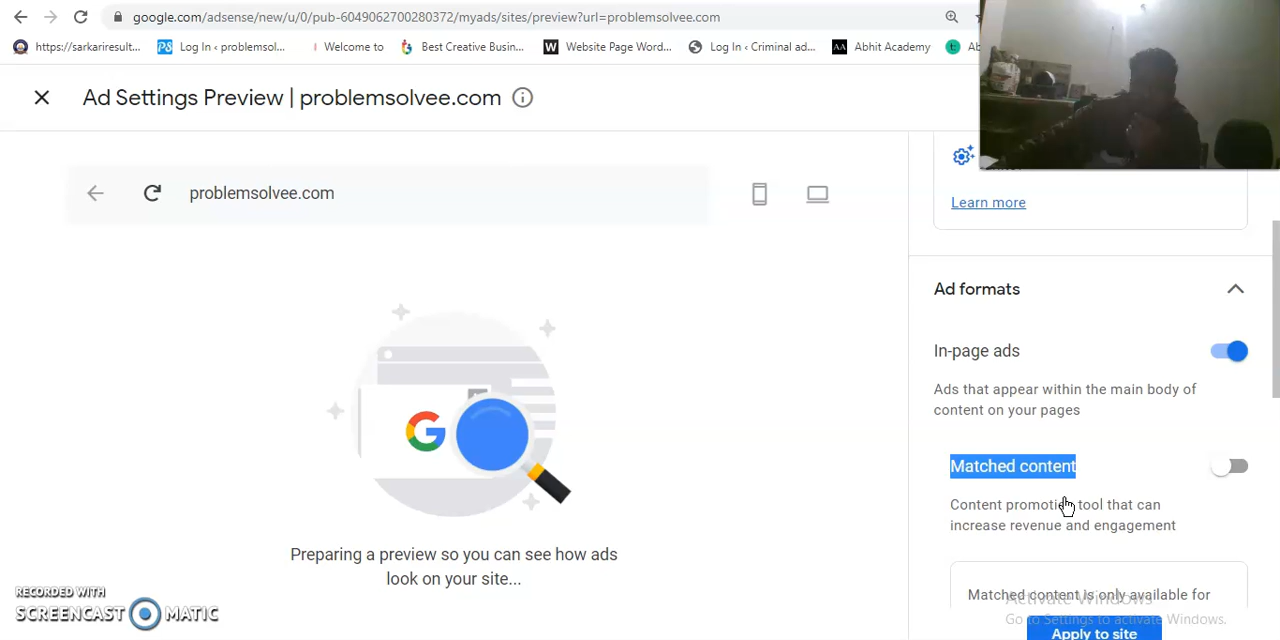 google.com/adsense/new/u/0/pub-6049062700280372/myads/sites/preview?url=problemsolvee.com
https://sarkariresult...
PS
Log In ‹ problemsol...
Welcome to
Best Creative Busin...
W
Website Page Word...
Log In ‹ Criminal ad...
AA
Abhit Academy
t
Ab
Ad Settings Preview | problemsolvee.com
problemsolvee.com
Learn more
Ad formats
In-page ads
Ads that appear within the main body of
content on your pages
Matched content
Content promotion tool that can
increase revenue and engagement
Matched content is only available for
Apply to site
G
Preparing a preview so you can see how ads
look on your site...
Activate Windows
Go to Settings to activate Windows.
RECORDED WITH
SCREENCAST MATIC